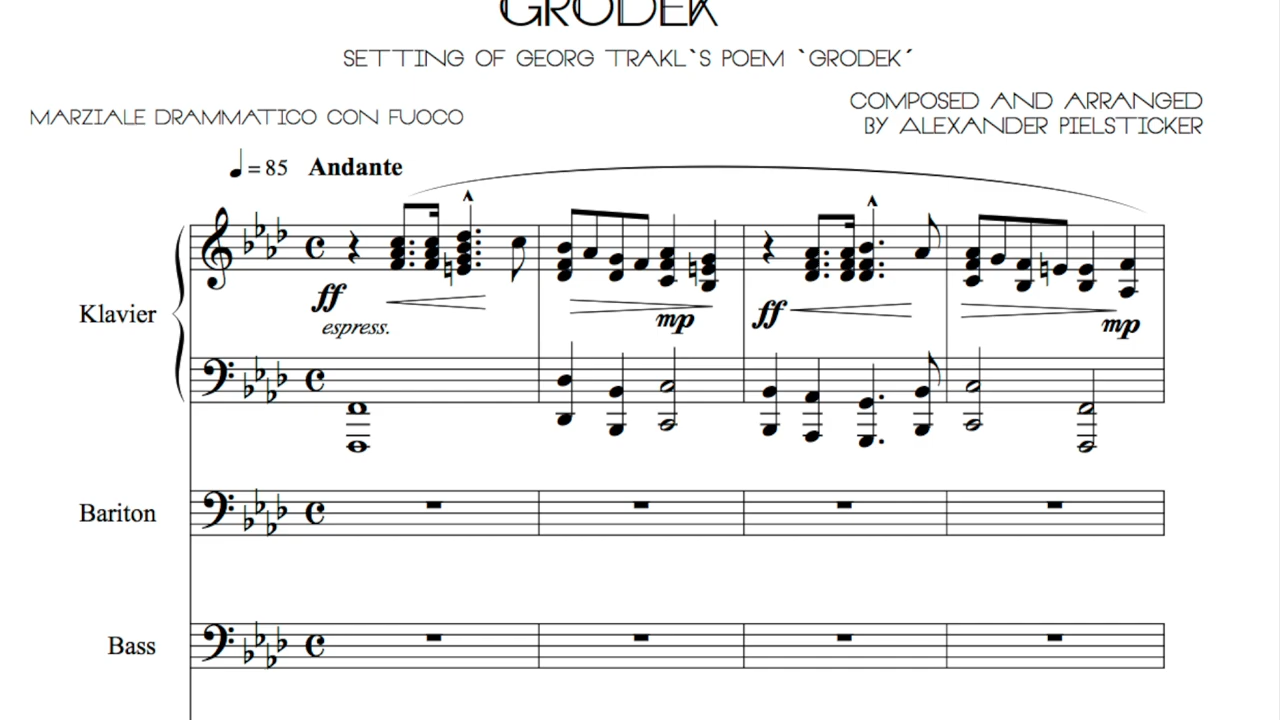 GRODEK
SETTING OF GEORG TRAKL`S POEM `GRODEK´
MARZIALE DRAMMATICO CON FUOCO
COMPOSED AND ARRANGED
BY ALEXANDER PIELSTICKER
♩ = 85 Andante
Klavier
ff
espress.
mp
ff
mp
Bariton
Bass